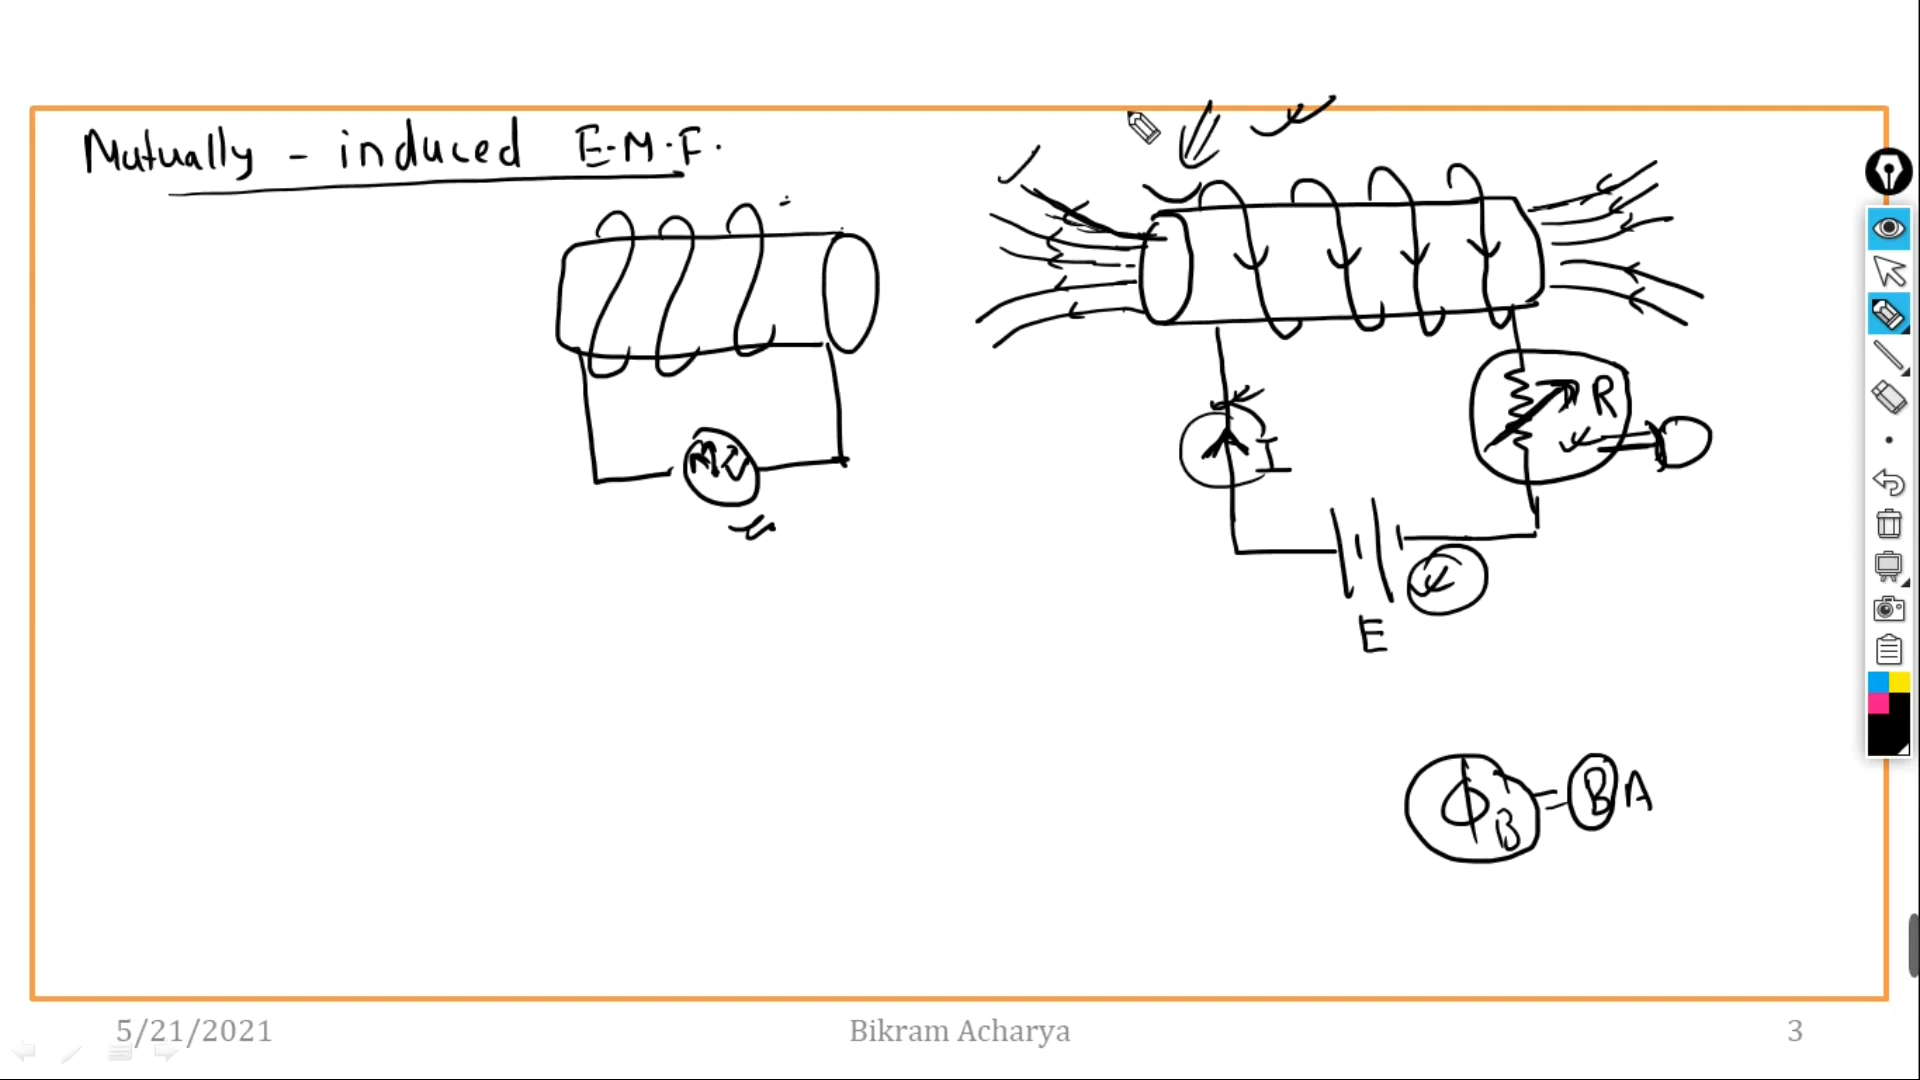 Mutually - induced E.M.F.
R
I
E
ϕB = BA
5/21/2021 Bikram Acharya 3